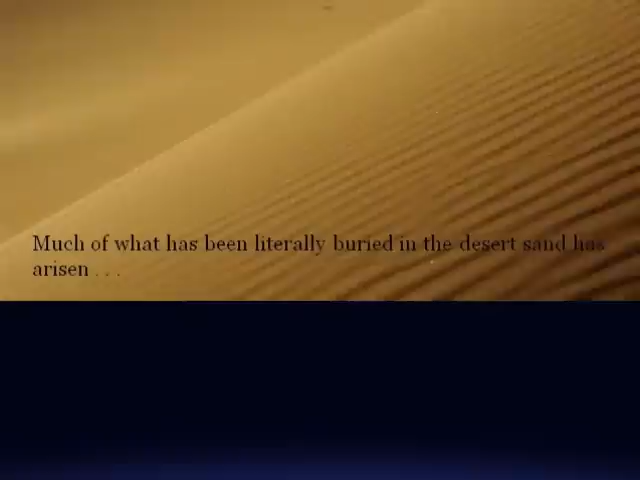 Much of what has been literally buried in the desert sand has
arisen . . .